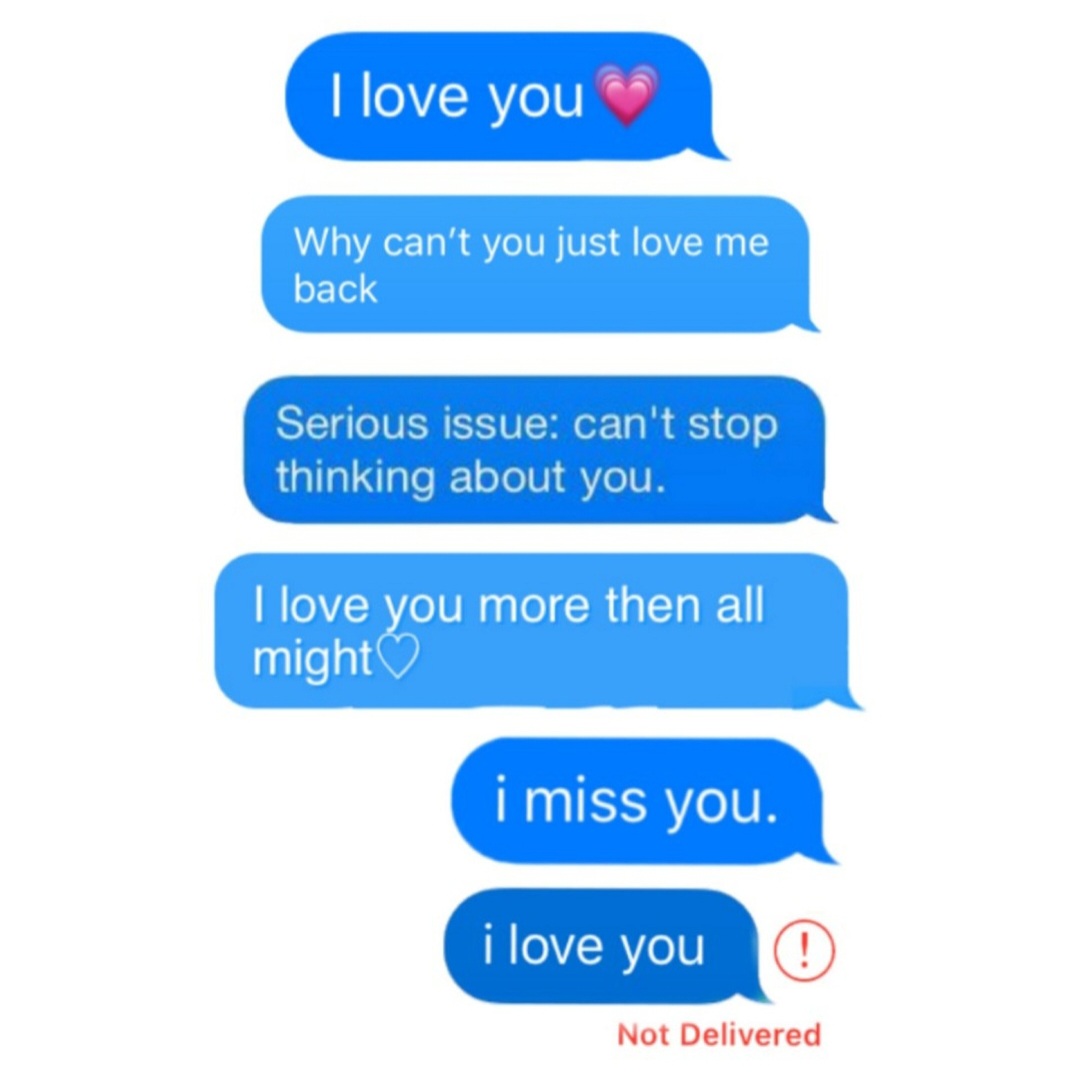 I love you💗
Why can’t you just love me
back
Serious issue: can't stop
thinking about you.
I love you more then all
might♡
i miss you.
i love you
Not Delivered